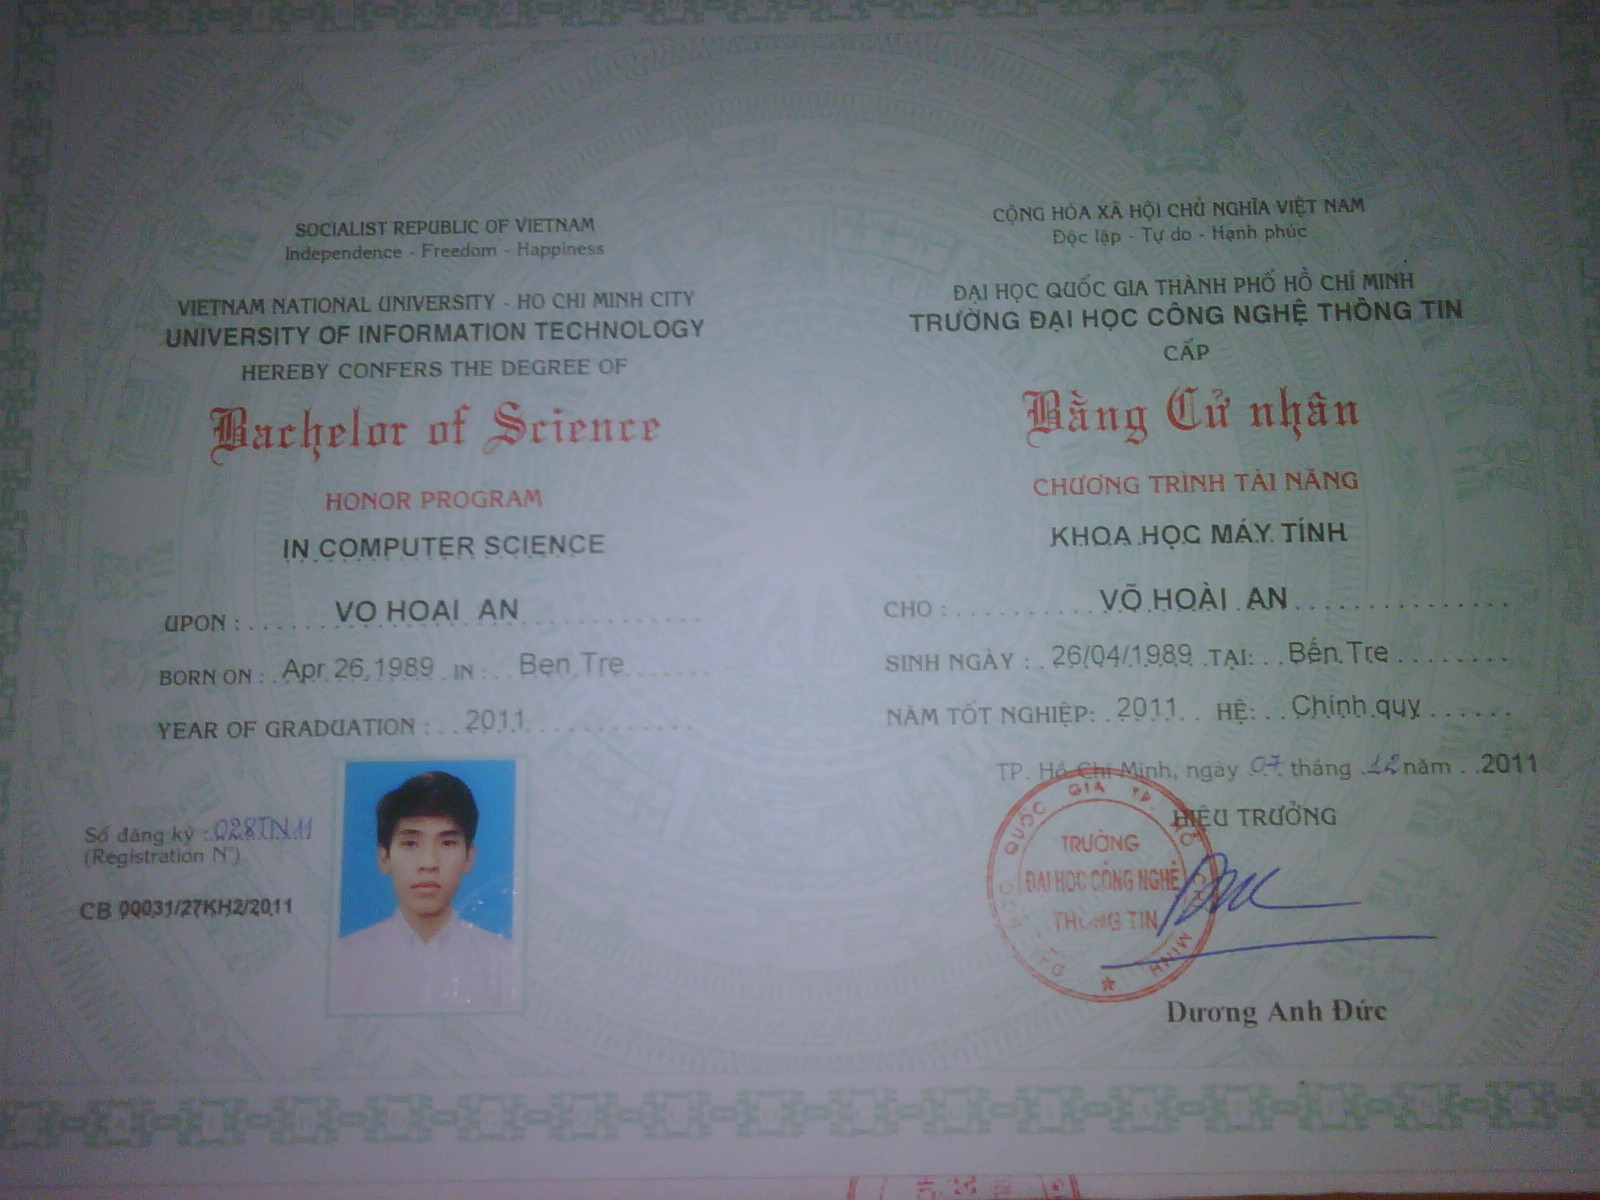 SOCIALIST REPUBLIC OF VIETNAM
Independence - Freedom - Happiness
VIETNAM NATIONAL UNIVERSITY - HO CHI MINH CITY
UNIVERSITY OF INFORMATION TECHNOLOGY
HEREBY CONFERS THE DEGREE OF
Bachelor of Science
HONOR PROGRAM
IN COMPUTER SCIENCE
UPON : VO HOAI AN
BORN ON : Apr 26,1989 IN : Ben Tre
YEAR OF GRADUATION : 2011
Số đăng ký : 028TN11
(Registration N°)
CB 00031/27KH2/2011
CỘNG HÒA XÃ HỘI CHỦ NGHĨA VIỆT NAM
Độc lập - Tự do - Hạnh phúc
ĐẠI HỌC QUỐC GIA THÀNH PHỐ HỒ CHÍ MINH
TRƯỜNG ĐẠI HỌC CÔNG NGHỆ THÔNG TIN
CẤP
Bằng Cử nhân
CHƯƠNG TRÌNH TÀI NĂNG
KHOA HỌC MÁY TÍNH
CHO : VÕ HOÀI AN
SINH NGÀY : 26/04/1989 TẠI: Bến Tre
NĂM TỐT NGHIỆP: 2011 HỆ: Chính quy
TP. Hồ Chí Minh, ngày 07 tháng 12 năm 2011
HIỆU TRƯỞNG
ĐẠI HỌC QUỐC GIA TP. HỒ CHÍ MINH
TRƯỜNG
ĐẠI HỌC CÔNG NGHỆ
THÔNG TIN
Dương Anh Đức